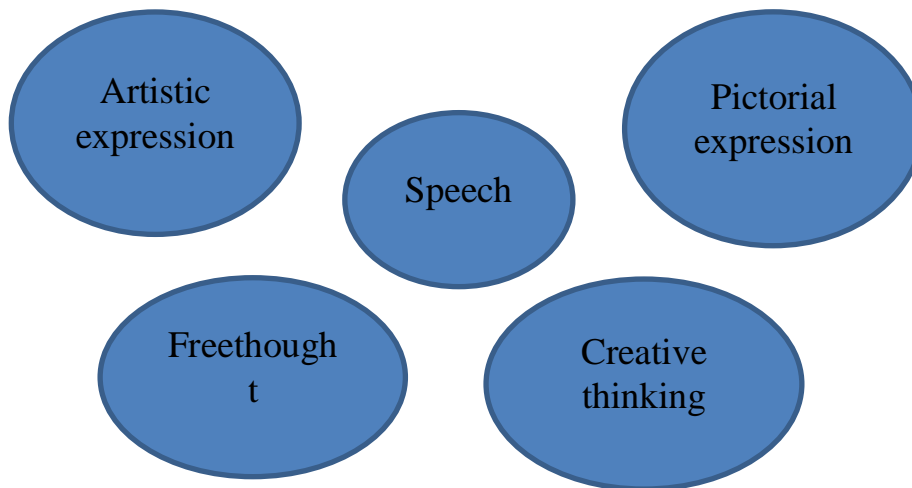 Artistic
expression
Pictorial
expression
Speech
Freethough
t
Creative
thinking